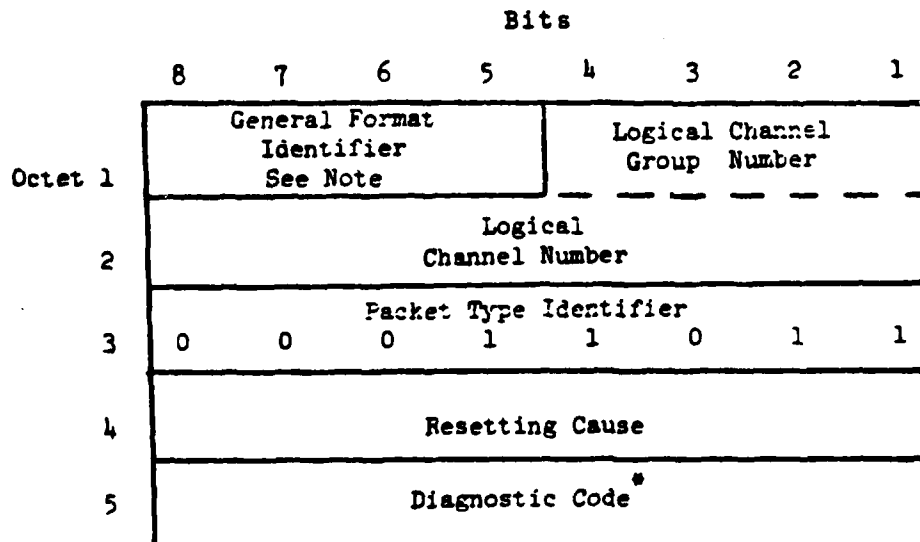 Bits
8 7 6 5 4 3 2 1
General Format
Identifier
See Note
Logical Channel
Group Number
Octet 1
Logical
Channel Number
2
Packet Type Identifier
3 0 0 0 1 1 0 1 1
4 Resetting Cause
5 Diagnostic Code*